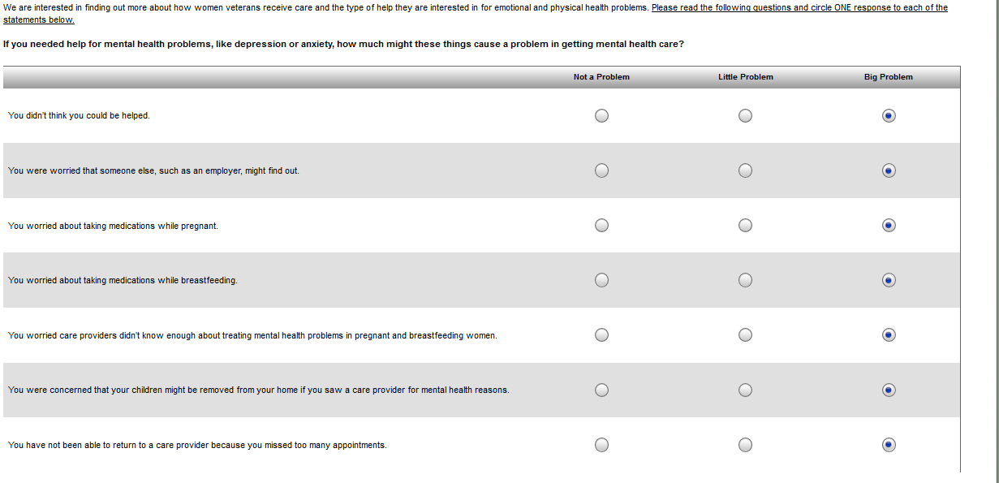 We are interested in finding out more about how women veterans receive care and the type of help they are interested in for emotional and physical health problems. Please read the following questions and circle ONE response to each of the
statements below.
If you needed help for mental health problems, like depression or anxiety, how much might these things cause a problem in getting mental health care?
Not a Problem Little Problem Big Problem
You didn't think you could be helped.
You were worried that someone else, such as an employer, might find out.
You worried about taking medications while pregnant.
You worried about taking medications while breastfeeding.
You worried care providers didn't know enough about treating mental health problems in pregnant and breastfeeding women.
You were concerned that your children might be removed from your home if you saw a care provider for mental health reasons.
You have not been able to return to a care provider because you missed too many appointments.